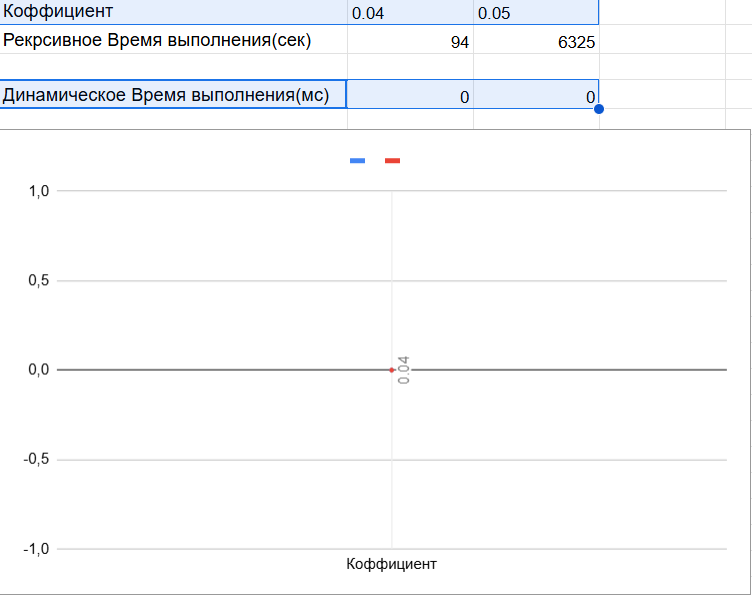 Коффициент 0.04 0.05
Рекрсивное Время выполнения(сек) 94 6325
Динамическое Время выполнения(мс) 0 0
1,0
0,5
0,0
0.04
-0,5
-1,0
Коффициент